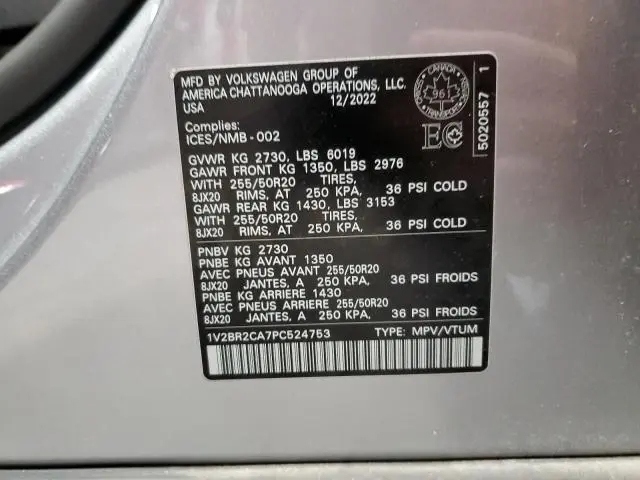 MFD BY VOLKSWAGEN GROUP OF
AMERICA CHATTANOOGA OPERATIONS, LLC.
USA 12/2022
Complies:
ICES/NMB-002
GVWR KG 2730, LBS 6019
GAWR FRONT KG 1350, LBS 2976
WITH 255/50R20 TIRES,
8JX20 RIMS, AT 250 KPA, 36 PSI COLD
GAWR REAR KG 1430, LBS 3153
WITH 255/50R20 TIRES,
8JX20 RIMS, AT 250 KPA, 36 PSI COLD
PNBV KG 2730
PNBE KG AVANT 1350
AVEC PNEUS AVANT 255/50R20
8JX20 JANTES, A 250 KPA, 36 PSI FROIDS
PNBE KG ARRIERE 1430
AVEC PNEUS ARRIERE 255/50R20
8JX20 JANTES, A 250 KPA, 36 PSI FROIDS
1V2BR2CA7PC524753 TYPE: MPV/VTUM
CANADA
961
TRANSPORT
EC
5020557 1